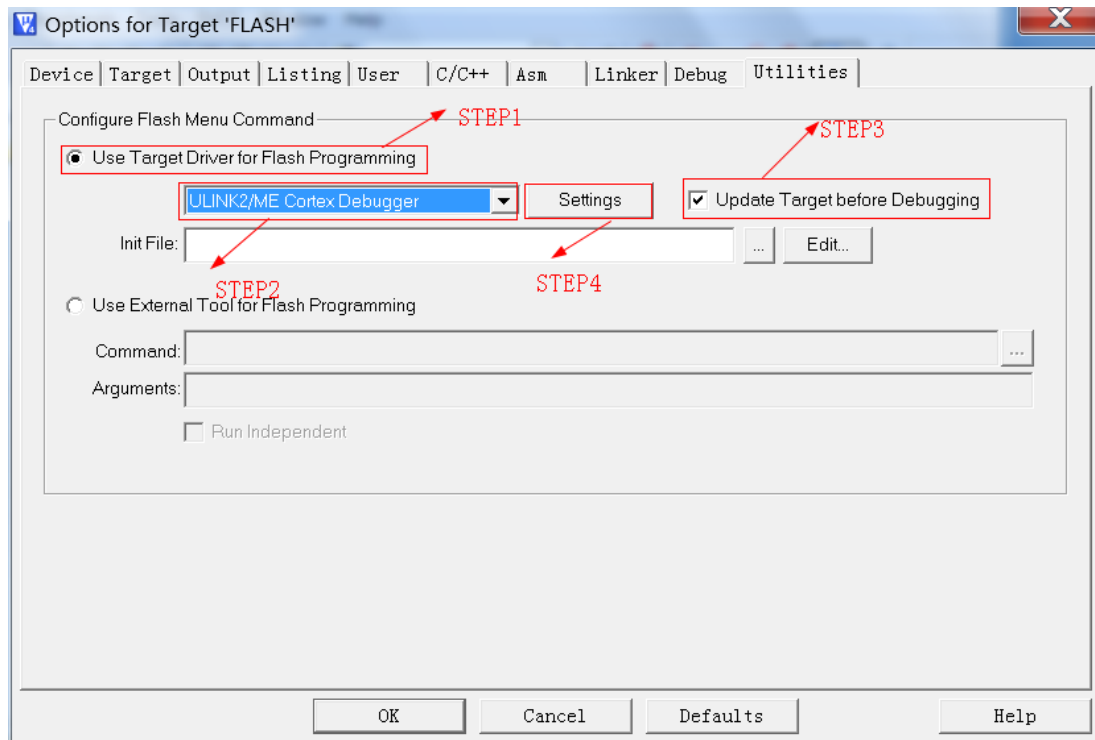 Options for Target 'FLASH'
Device Target Output Listing User C/C++ Asm Linker Debug Utilities
Configure Flash Menu Command
STEP1
STEP3
Use Target Driver for Flash Programming
ULINK2/ME Cortex Debugger
Settings
Update Target before Debugging
Init File:
...
Edit...
STEP2
STEP4
Use External Tool for Flash Programming
Command:
...
Arguments:
Run Independent
OK Cancel Defaults Help